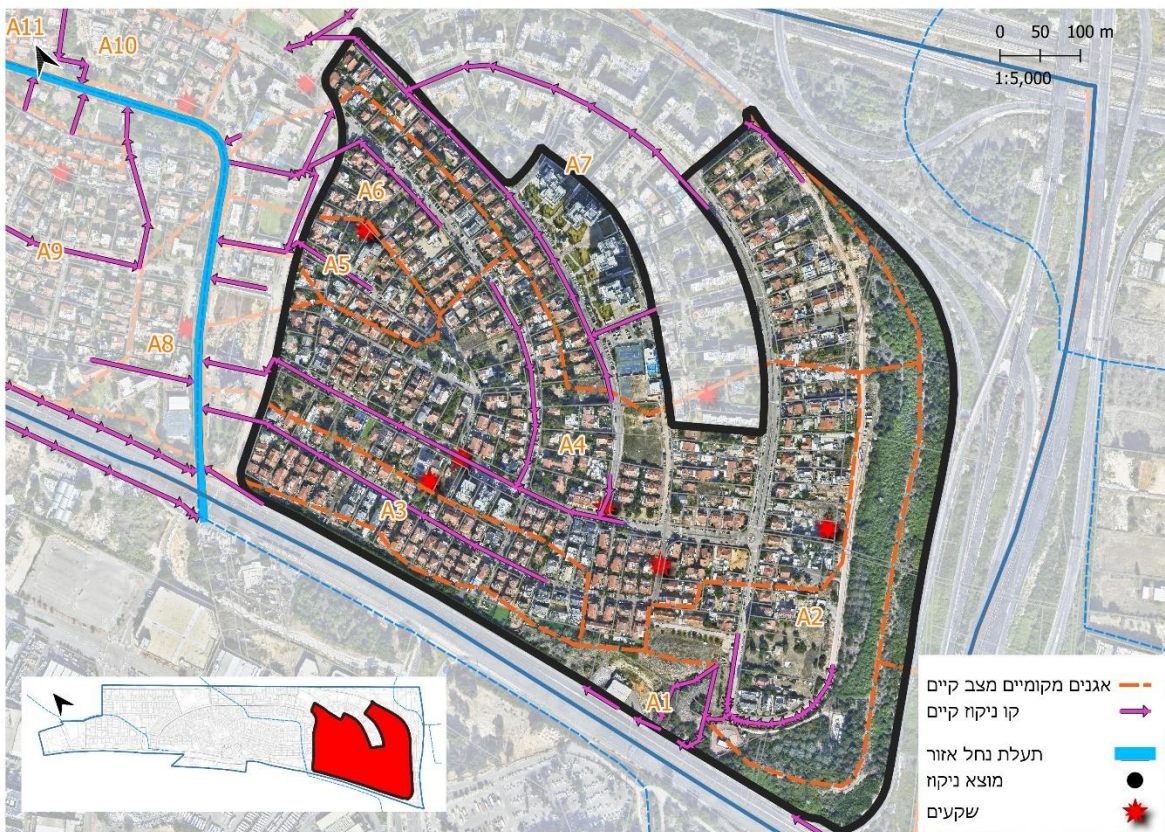 A11
A10
0 50 100 m
1:5,000
A7
A6
A9
A5
A8
A4
A3
A2
A1
אגנים מקומיים מצב קיים
קו ניקוז קיים
תעלת נחל אזור
מוצא ניקוז
שקעים